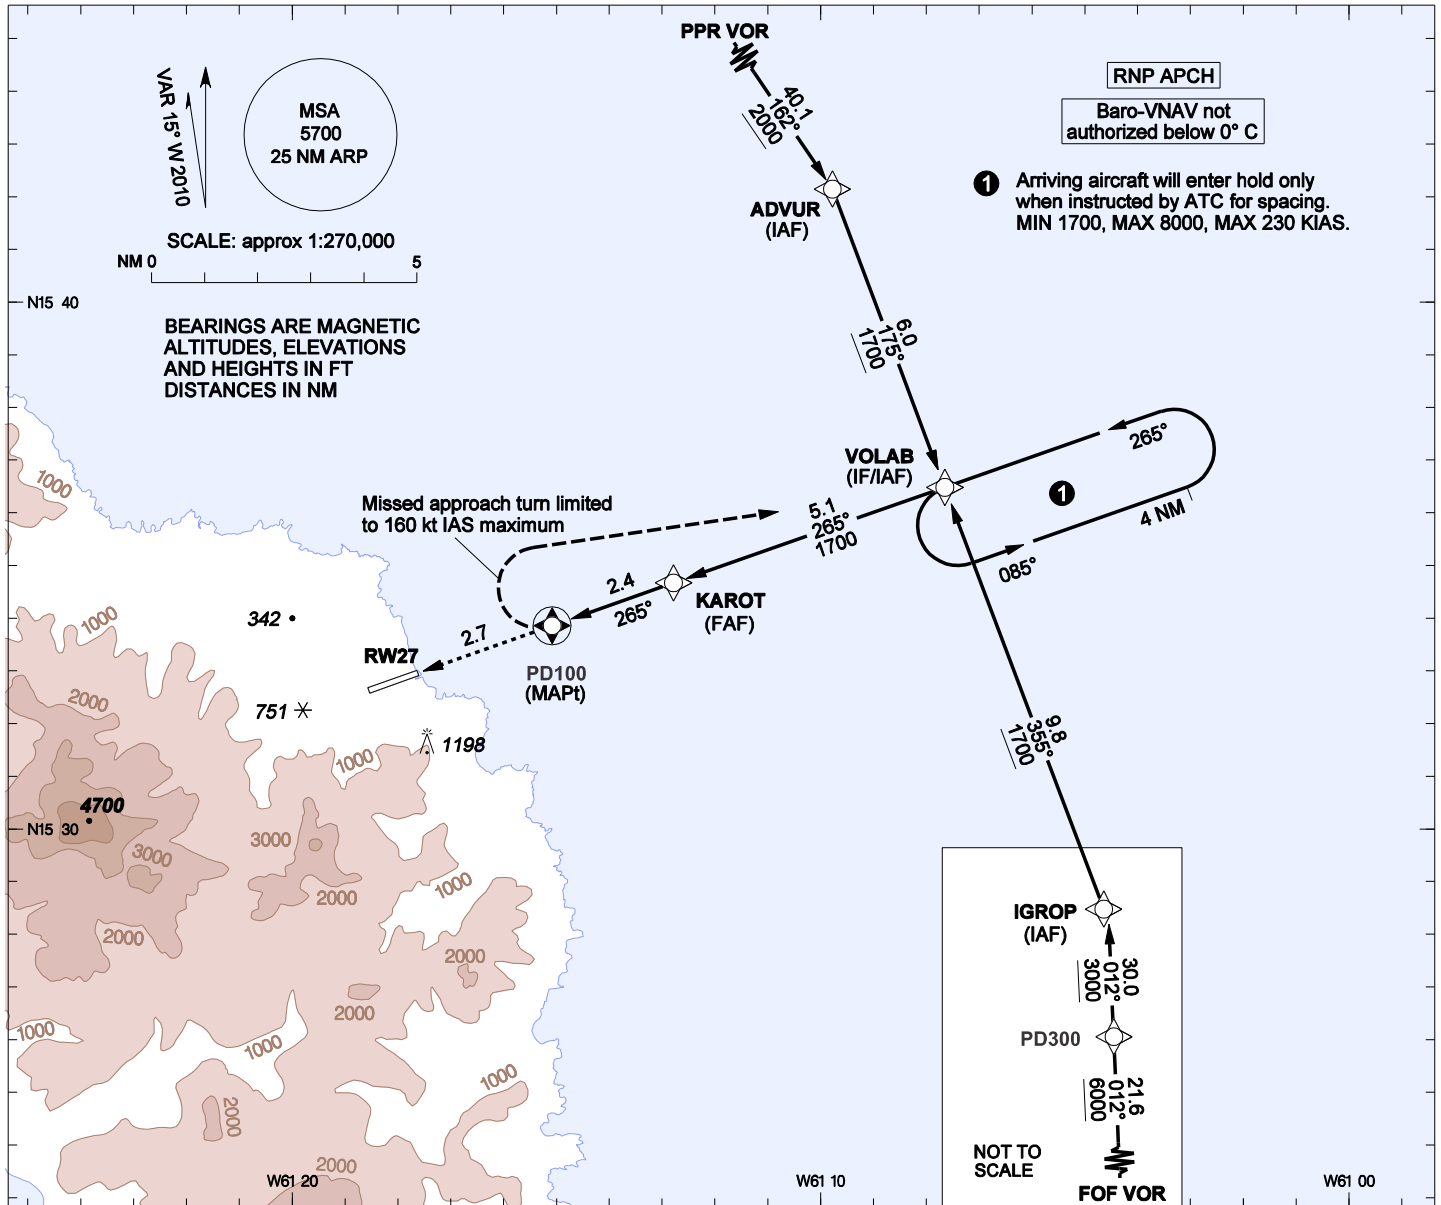 PPR VOR
40.1
162°
2000
ADVUR
(IAF)
RNP APCH
Baro-VNAV not
authorized below 0° C
1 Arriving aircraft will enter hold only
when instructed by ATC for spacing.
MIN 1700, MAX 8000, MAX 230 KIAS.
VAR 15° W 2010
MSA
5700
25 NM ARP
SCALE: approx 1:270,000
NM 0
5
N15 40
BEARINGS ARE MAGNETIC
ALTITUDES, ELEVATIONS
AND HEIGHTS IN FT
DISTANCES IN NM
6.0
175°
1700
VOLAB
(IF/IAF)
265°
1
4 NM
085°
5.1
265°
1700
Missed approach turn limited
to 160 kt IAS maximum
KAROT
(FAF)
2.4
265°
PD100
(MAPt)
2.7
RW27
342
751
1198
4700
1000
1000
2000
1000
N15 30
3000
3000
2000
1000
2000
2000
2000
1000
1000
1000
2000
2000
W61 20
W61 10
W61 00
9.8
355°
1700
IGROP
(IAF)
30.0
012°
3000
PD300
21.6
012°
6000
NOT TO
SCALE
FOF VOR